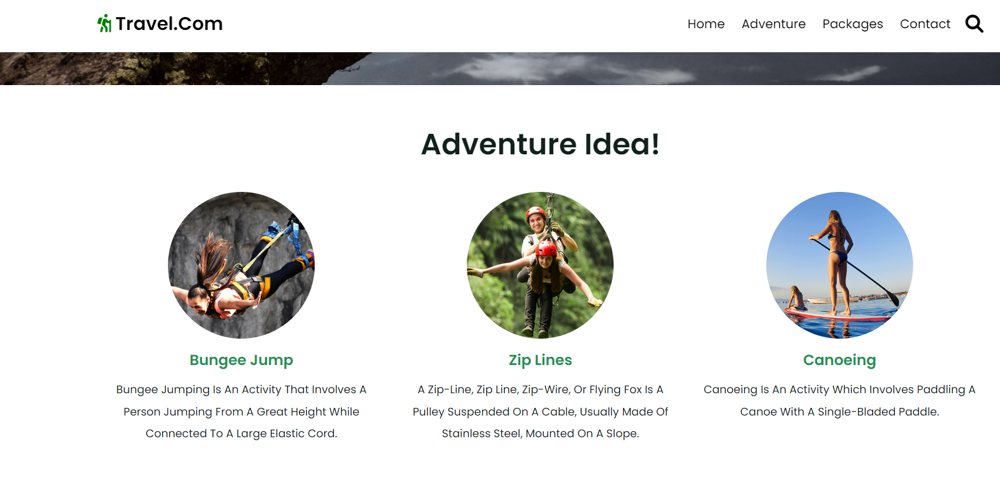 Travel.Com
Home Adventure Packages Contact
Adventure Idea!
Bungee Jump
Bungee Jumping Is An Activity That Involves A
Person Jumping From A Great Height While
Connected To A Large Elastic Cord.
Zip Lines
A Zip-Line, Zip Line, Zip-Wire, Or Flying Fox Is A
Pulley Suspended On A Cable, Usually Made Of
Stainless Steel, Mounted On A Slope.
Canoeing
Canoeing Is An Activity Which Involves Paddling A
Canoe With A Single-Bladed Paddle.